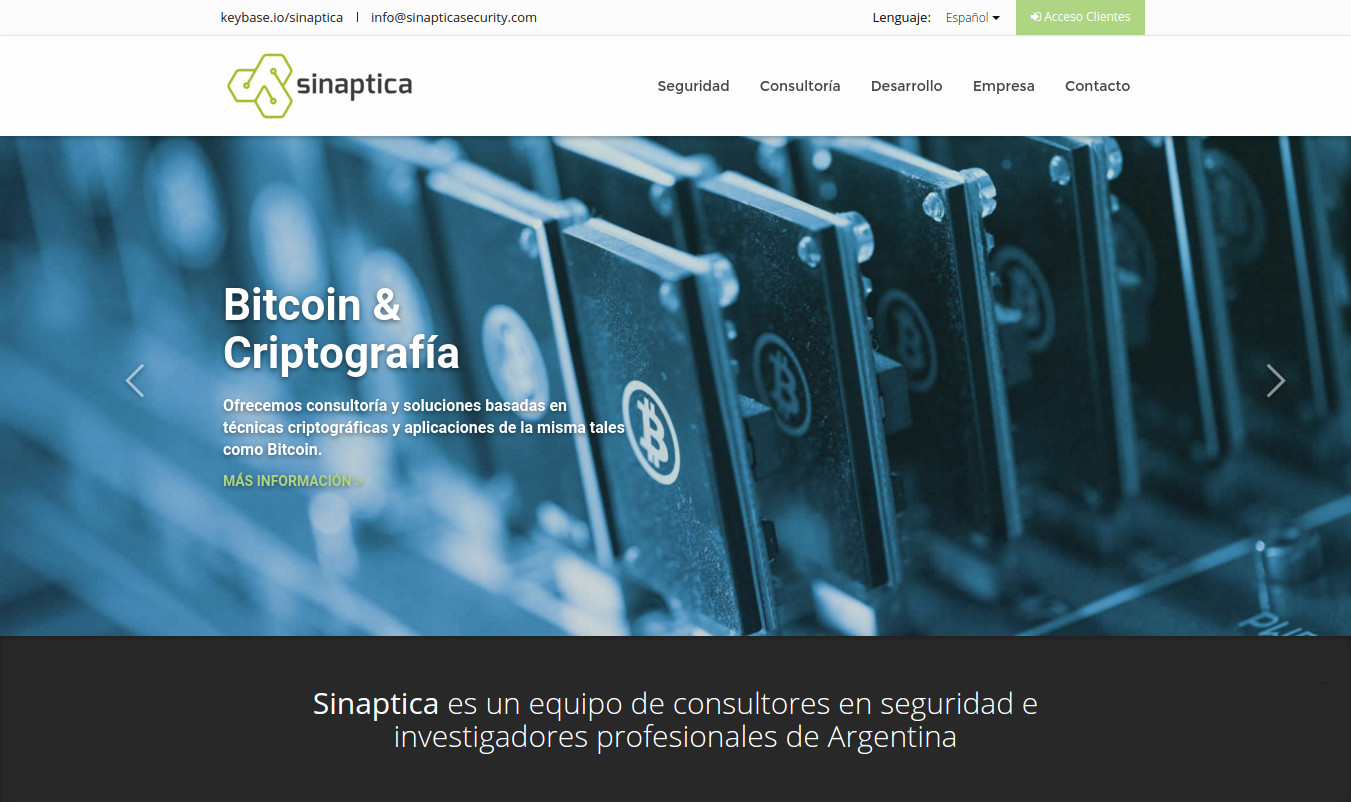 keybase.io/sinaptica | info@sinapticasecurity.com
Lenguaje: Español
Acceso Clientes
sinaptica
Seguridad Consultoría Desarrollo Empresa Contacto
Bitcoin &
Criptografía
Ofrecemos consultoría y soluciones basadas en
técnicas criptográficas y aplicaciones de la misma tales
como Bitcoin.
MÁS INFORMACIÓN >
Sinaptica es un equipo de consultores en seguridad e
investigadores profesionales de Argentina